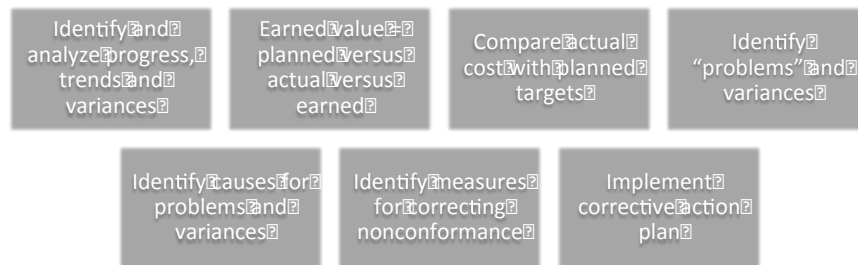 Identify and
analyze progress,
trends and
variances
Earned value =
planned versus
actual versus
earned
Compare actual
cost with planned
targets
Identify
“problems” and
variances
Identify causes for
problems and
variances
Identify measures
for correcting
nonconformance
Implement
corrective action
plan